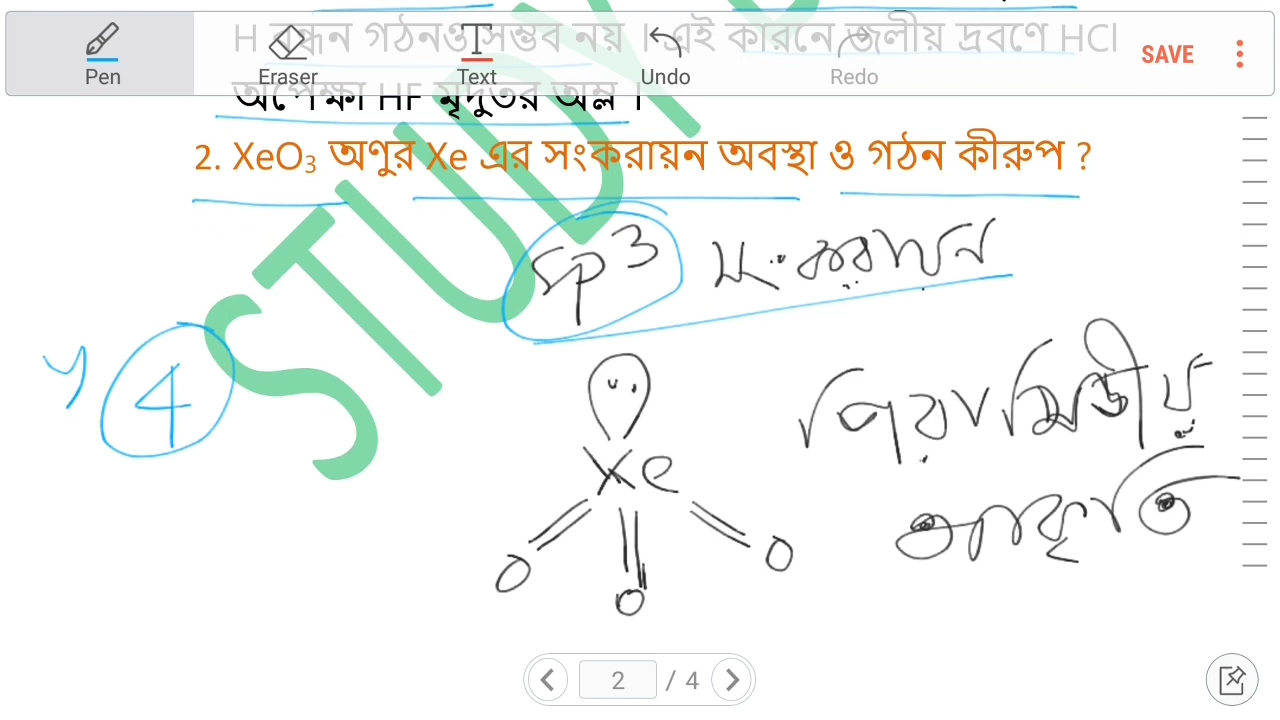 H বন্ধন গঠনও সম্ভব নয় । এই কারনে জলীয় দ্রবণে HCl
Pen Eraser Text Undo Redo SAVE
অপেক্ষা HF মৃদুতর অম্ল ।
2. XeO₃ অণুর Xe এর সংকরায়ন অবস্থা ও গঠন কীরুপ ?
sp³ সংকরায়ন
4
Xe
পিরামিডীয়
O O O
আকৃতি
STUDY
2 / 4